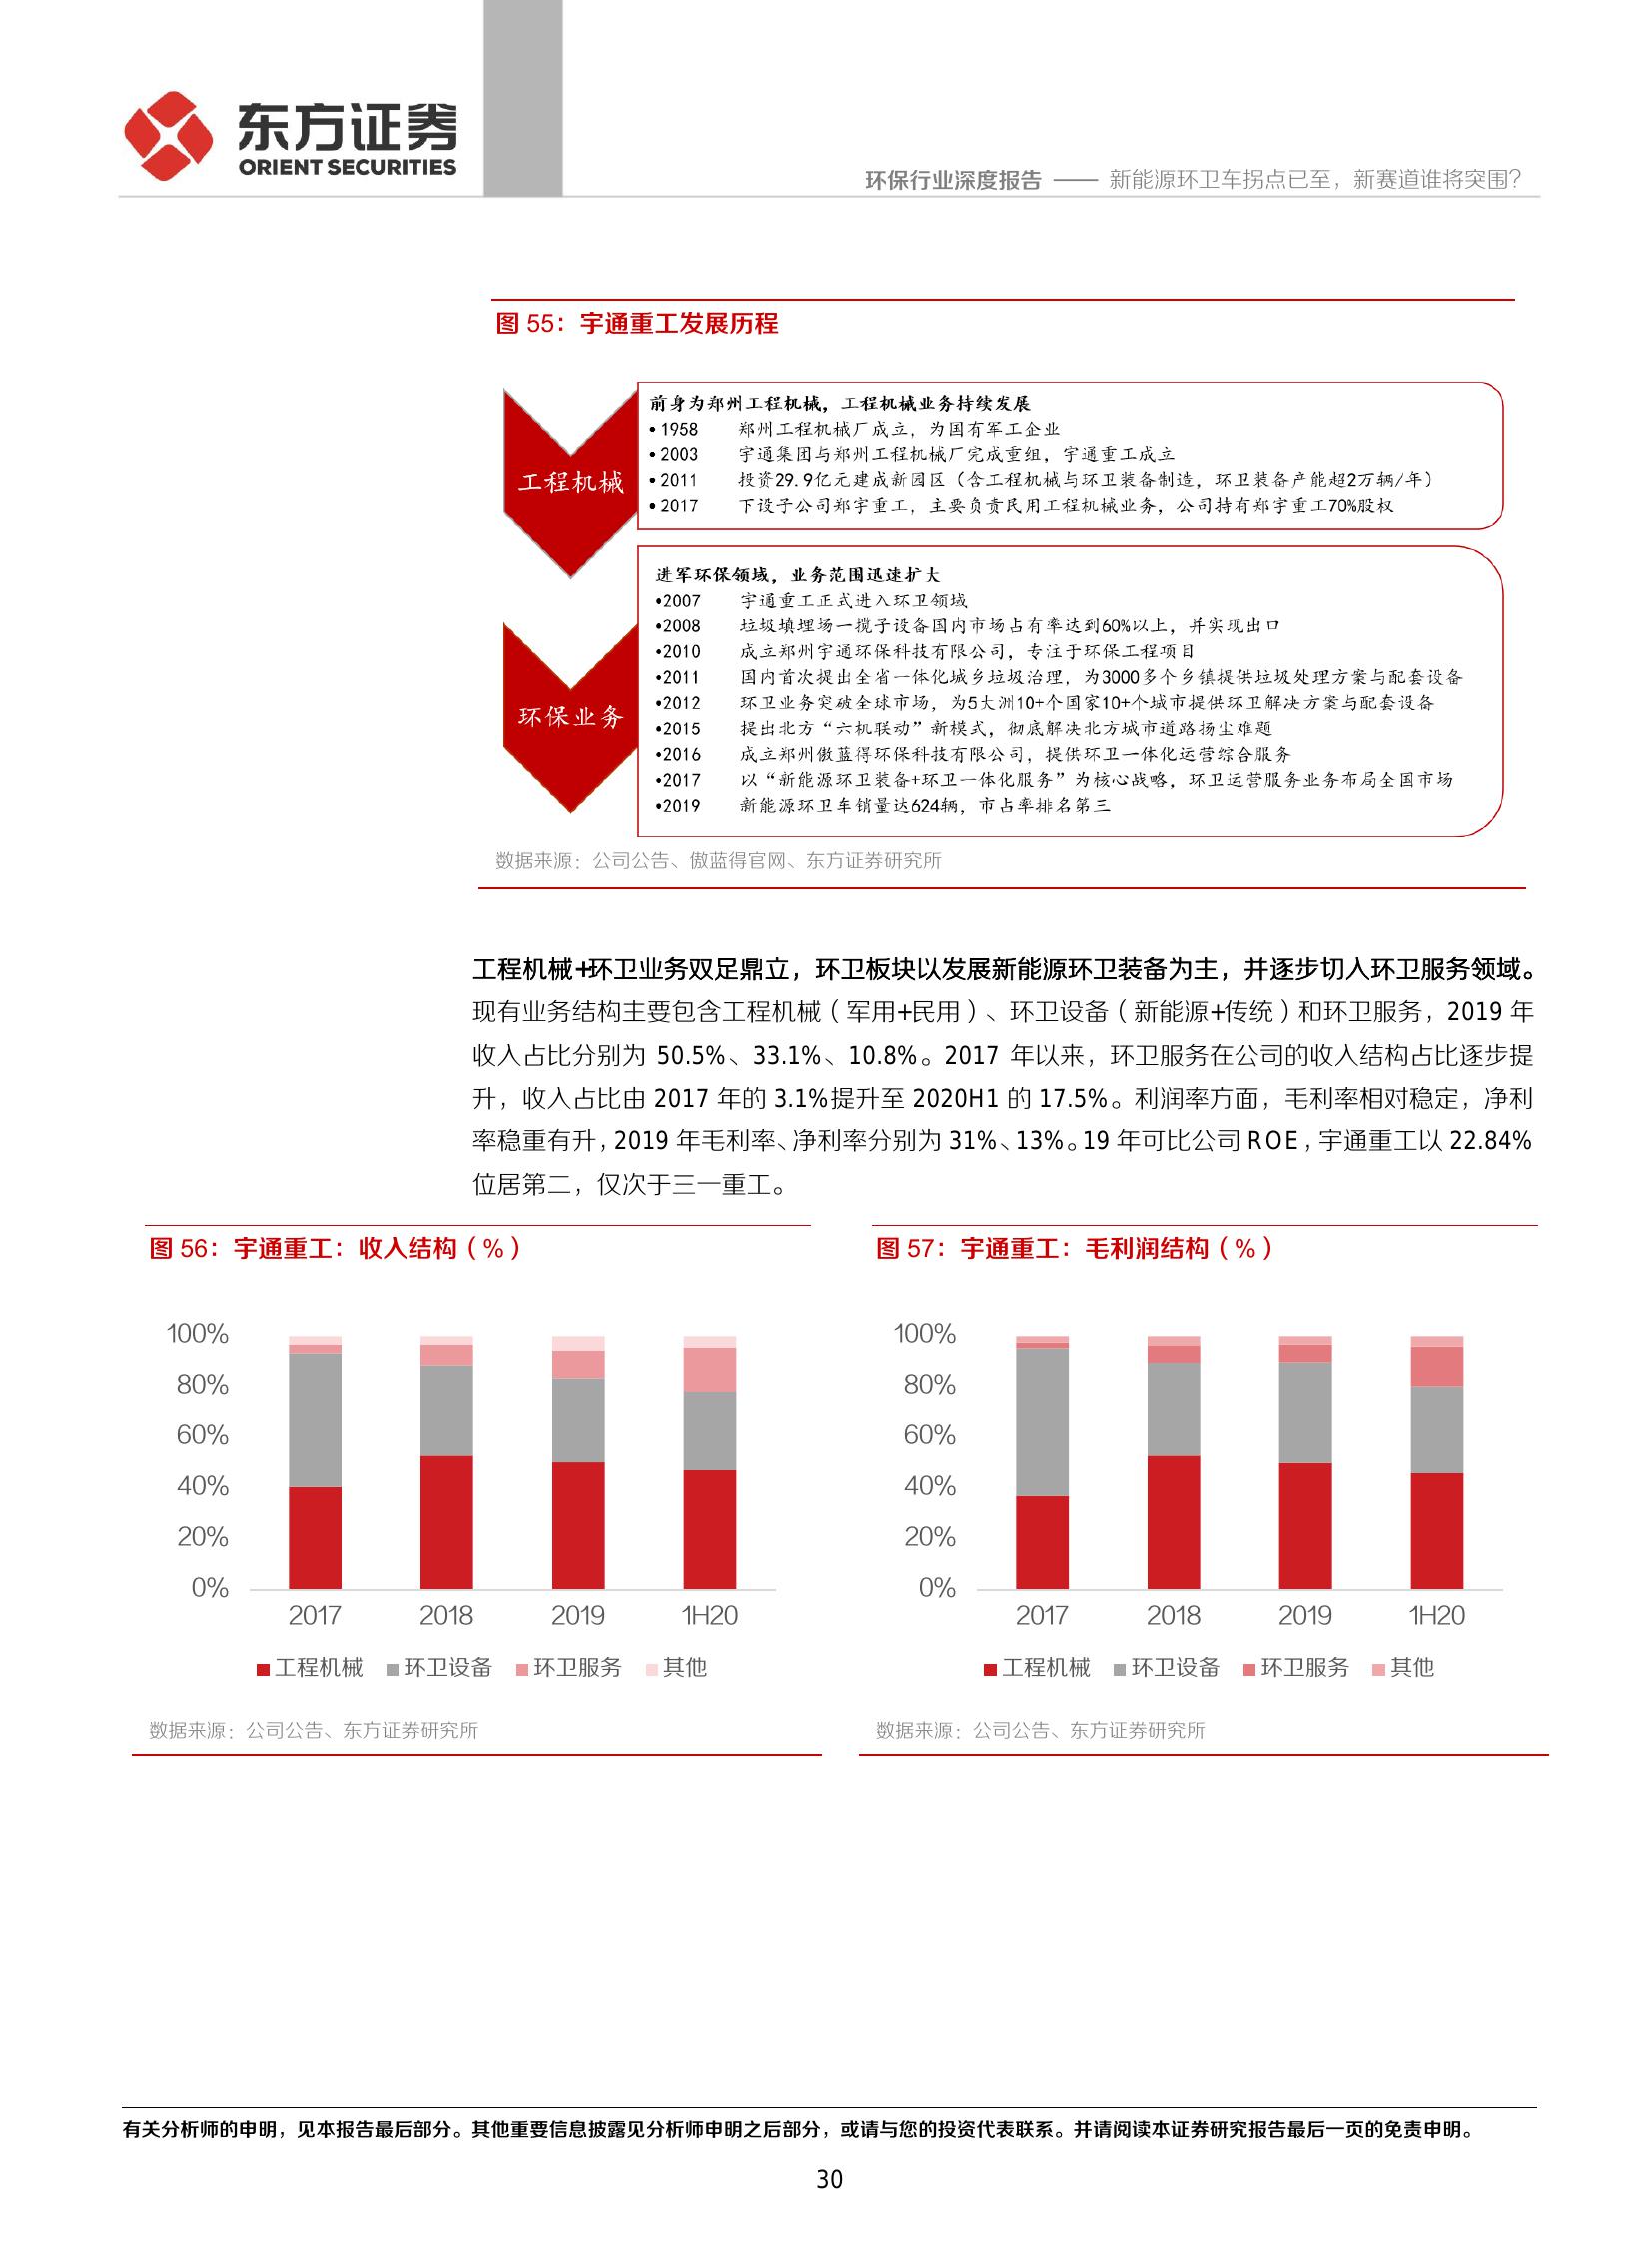 东方证券
ORIENT SECURITIES
环保行业深度报告 —— 新能源环卫车拐点已至，新赛道谁将突围？
图 55：宇通重工发展历程
工程机械
前身为郑州工程机械，工程机械业务持续发展
•1958 郑州工程机械厂成立，为国有军工企业
•2003 宇通集团与郑州工程机械厂完成重组，宇通重工成立
•2011 投资29.9亿元建成新园区（含工程机械与环卫装备制造，环卫装备产能超2万辆/年）
•2017 下设子公司郑宇重工，主要负责民用工程机械业务，公司持有郑宇重工70%股权
环保业务
进军环保领域，业务范围迅速扩大
•2007 宇通重工正式进入环卫领域
•2008 垃圾填埋场一揽子设备国内市场占有率达到60%以上，并实现出口
•2010 成立郑州宇通环保科技有限公司，专注于环保工程项目
•2011 国内首次提出全省一体化城乡垃圾治理，为3000多个乡镇提供垃圾处理方案与配套设备
•2012 环卫业务突破全球市场，为5大洲10+个国家10+个城市提供环卫解决方案与配套设备
•2015 提出北方“六机联动”新模式，彻底解决北方城市道路扬尘难题
•2016 成立郑州傲蓝得环保科技有限公司，提供环卫一体化运营综合服务
•2017 以“新能源环卫装备+环卫一体化服务”为核心战略，环卫运营服务业务布局全国市场
•2019 新能源环卫车销量达624辆，市占率排名第三
数据来源：公司公告、傲蓝得官网、东方证券研究所
工程机械+环卫业务双足鼎立，环卫板块以发展新能源环卫装备为主，并逐步切入环卫服务领域。
现有业务结构主要包含工程机械（军用+民用）、环卫设备（新能源+传统）和环卫服务，2019 年
收入占比分别为 50.5%、33.1%、10.8%。2017 年以来，环卫服务在公司的收入结构占比逐步提
升，收入占比由 2017 年的 3.1%提升至 2020H1 的 17.5%。利润率方面，毛利率相对稳定，净利
率稳重有升，2019 年毛利率、净利率分别为 31%、13%。19 年可比公司 ROE，宇通重工以 22.84%
位居第二，仅次于三一重工。
图 56：宇通重工：收入结构（%）
100%
80%
60%
40%
20%
0%
2017 2018 2019 1H20
工程机械 环卫设备 环卫服务 其他
数据来源：公司公告、东方证券研究所
图 57：宇通重工：毛利润结构（%）
100%
80%
60%
40%
20%
0%
2017 2018 2019 1H20
工程机械 环卫设备 环卫服务 其他
数据来源：公司公告、东方证券研究所
有关分析师的申明，见本报告最后部分。其他重要信息披露见分析师申明之后部分，或请与您的投资代表联系。并请阅读本证券研究报告最后一页的免责申明。
30